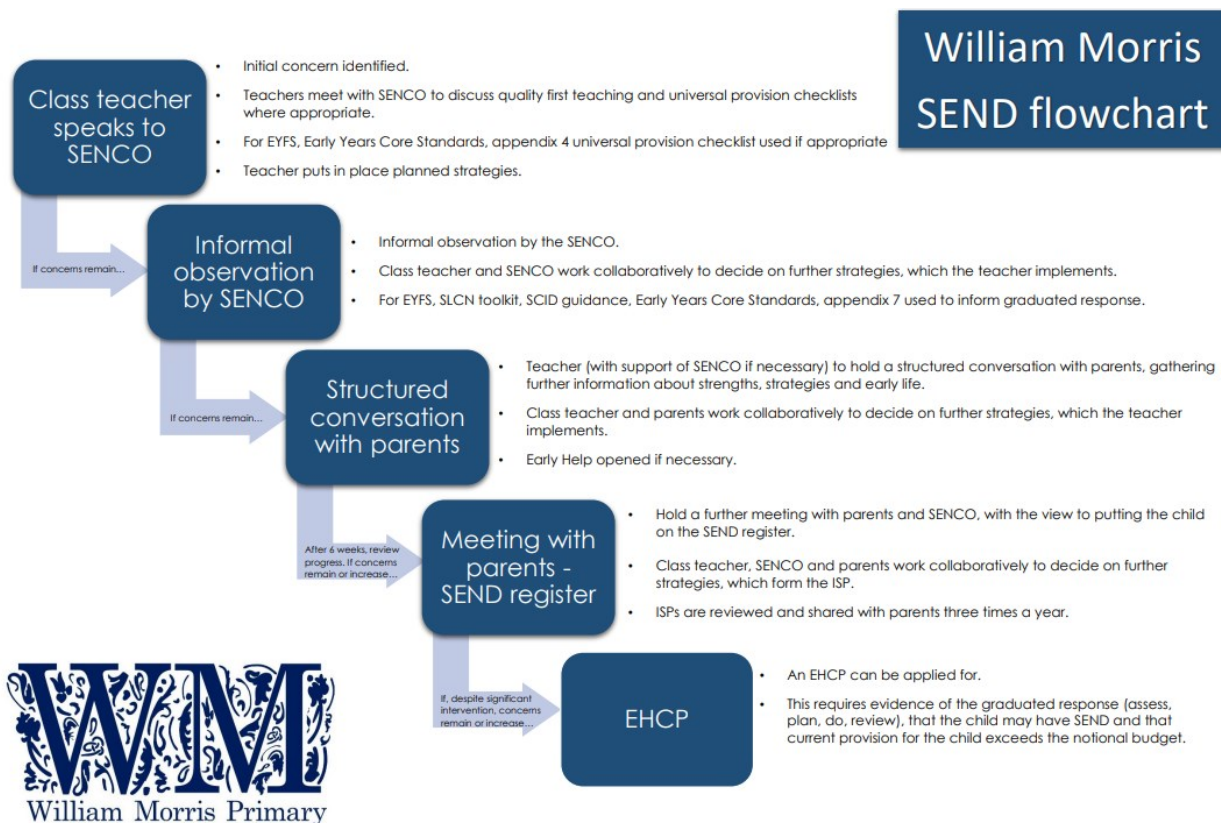 William Morris
SEND flowchart
Class teacher
speaks to
SENCO
• Initial concern identified.
• Teachers meet with SENCO to discuss quality first teaching and universal provision checklists
where appropriate.
• For EYFS, Early Years Core Standards, appendix 4 universal provision checklist used if appropriate
• Teacher puts in place planned strategies.
If concerns remain...
Informal
observation
by SENCO
• Informal observation by the SENCO.
• Class teacher and SENCO work collaboratively to decide on further strategies, which the teacher implements.
• For EYFS, SLCN toolkit, SCID guidance, Early Years Core Standards, appendix 7 used to inform graduated response.
If concerns remain...
Structured
conversation
with parents
• Teacher (with support of SENCO if necessary) to hold a structured conversation with parents, gathering
further information about strengths, strategies and early life.
• Class teacher and parents work collaboratively to decide on further strategies, which the teacher
implements.
• Early Help opened if necessary.
After 6 weeks, review
progress. If concerns
remain or increase...
Meeting with
parents -
SEND register
• Hold a further meeting with parents and SENCO, with the view to putting the child
on the SEND register.
• Class teacher, SENCO and parents work collaboratively to decide on further
strategies, which form the ISP.
• ISPs are reviewed and shared with parents three times a year.
If, despite significant
intervention, concerns
remain or increase...
EHCP
• An EHCP can be applied for.
• This requires evidence of the graduated response (assess,
plan, do, review), that the child may have SEND and that
current provision for the child exceeds the notional budget.
WM
William Morris Primary